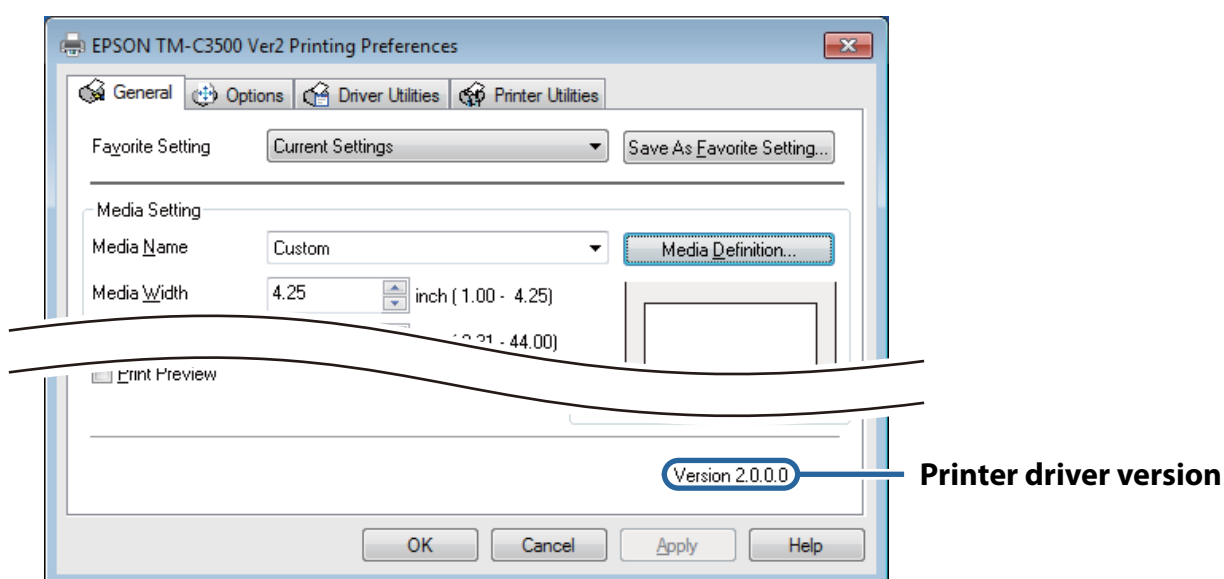 EPSON TM-C3500 Ver2 Printing Preferences
General Options Driver Utilities Printer Utilities
Favorite Setting Current Settings Save As Favorite Setting...
Media Setting
Media Name Custom Media Definition...
Media Width 4.25 inch ( 1.00 - 4.25)
- 44.00)
Print Preview
Version 2.0.0.0 Printer driver version
OK Cancel Apply Help